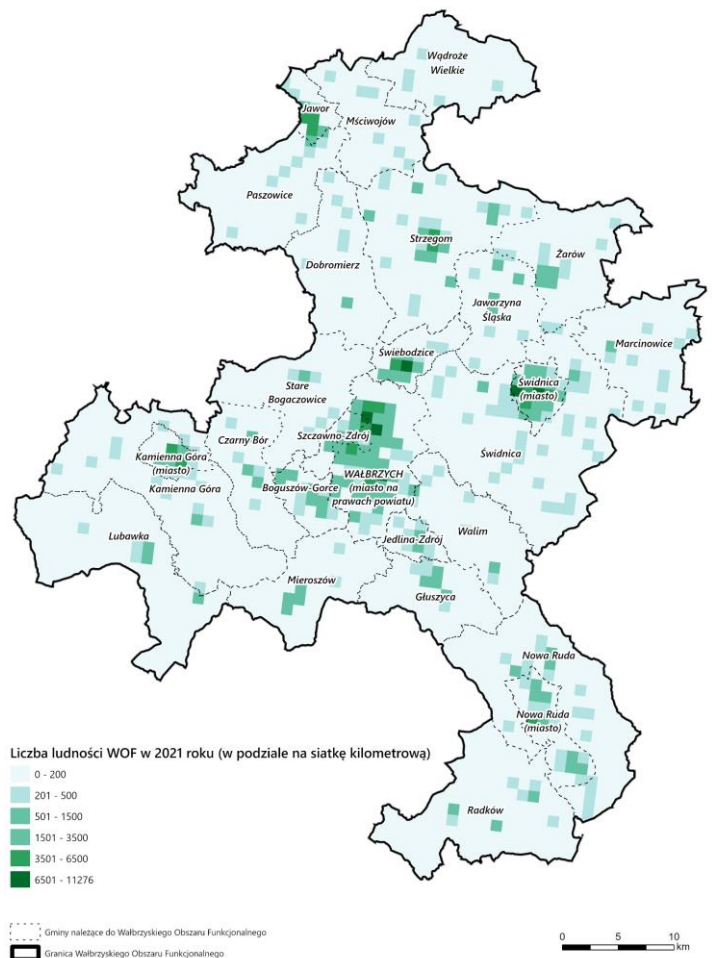 Wądroże
Wielkie
Jawor
Mściwojów
Paszowice
Strzegom
Dobromierz
Żarów
Jaworzyna
Śląska
Marcinowice
Świebodzice
Stare
Bogaczowice
Świdnica
(miasto)
Szczawno-Zdrój
Czarny Bór
Kamienna Góra
(miasto)
Świdnica
WAŁBRZYCH
(miasto na
prawach powiatu)
Boguszów-Gorce
Kamienna Góra
Lubawka
Jedlina-Zdrój
Walim
Mieroszów
Głuszyca
Nowa Ruda
Nowa Ruda
(miasto)
Radków
Liczba ludności WOF w 2021 roku (w podziale na siatkę kilometrową)
0 - 200
201 - 500
501 - 1500
1501 - 3500
3501 - 6500
6501 - 11276
Gminy należące do Wałbrzyskiego Obszaru Funkcjonalnego
Granica Wałbrzyskiego Obszaru Funkcjonalnego
0 5 10
km